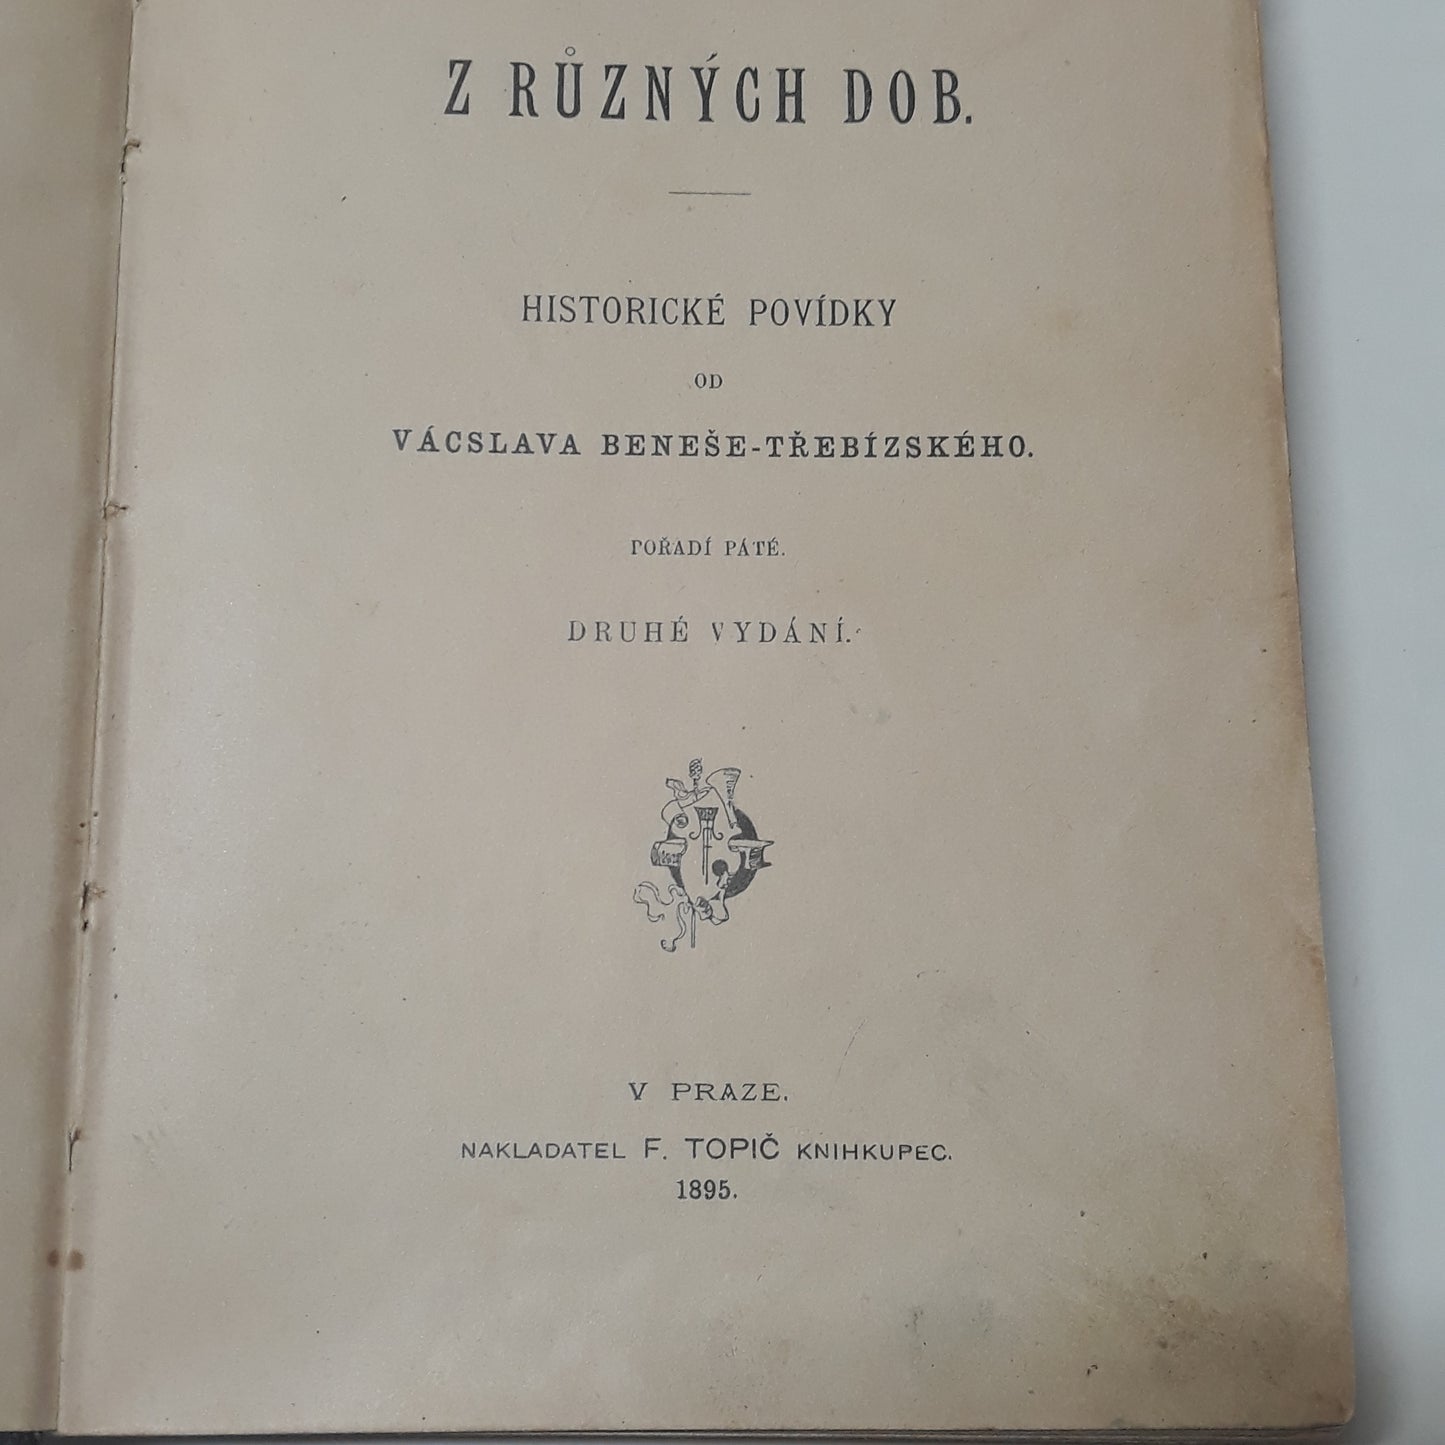 Z RŮZNÝCH DOB.
HISTORICKÉ POVÍDKY
OD
VÁCSLAVA BENEŠE-TŘEBÍZSKÉHO.
POŘADÍ PÁTÉ.
DRUHÉ VYDÁNÍ.
V PRAZE.
NAKLADATEL F. TOPIČ KNIHKUPEC.
1895.